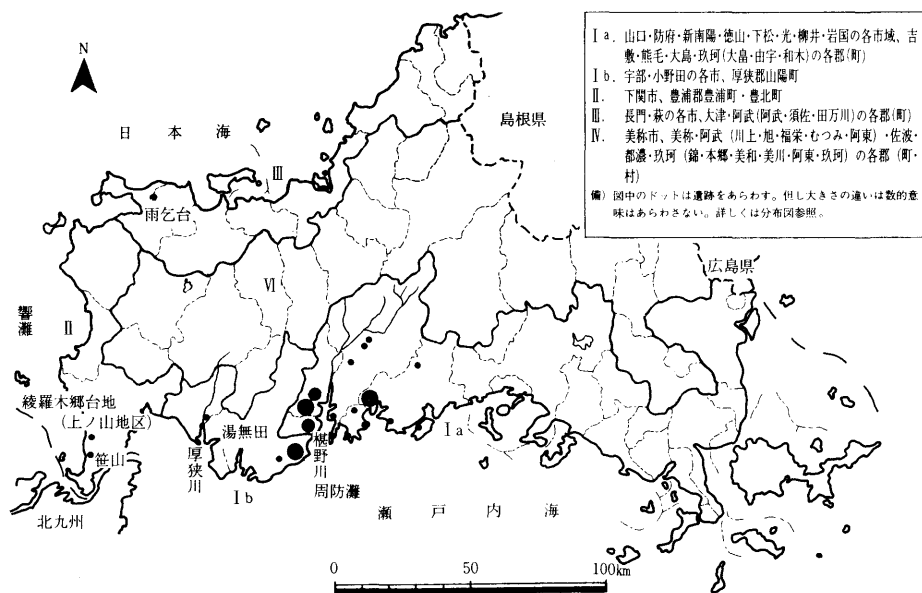 Ⅰa. 山口・防府・新南陽・徳山・下松・光・柳井・岩国の各市域、吉
敷・熊毛・大島・玖珂(大畠・由宇・和木)の各郡(町)
Ⅰb. 宇部・小野田の各市、厚狭郡山陽町
Ⅱ. 下関市、豊浦郡豊浦町・豊北町
Ⅲ. 長門・萩の各市、大津・阿武(阿武・須佐・田万川)の各郡(町)
Ⅳ 美祢市、美祢・阿武(川上・旭・福栄・むつみ・阿東)・佐波・
都濃・玖珂(錦・本郷・美和・美川・阿東・玖珂)の各郡(町・
村)
備)図中のドットは遺跡をあらわす。但し大きさの違いは数的意
味はあらわさない。詳しくは分布図参照。
N
日本海
島根県
Ⅲ
雨乞台
広島県
Ⅵ
響灘
Ⅱ
綾羅木郷台地
(上ノ山地区)
笹山
湯無田
厚狭川
椹野川
Ⅰa
Ⅰb
周防灘
瀬戸内海
北九州
0 50 100km